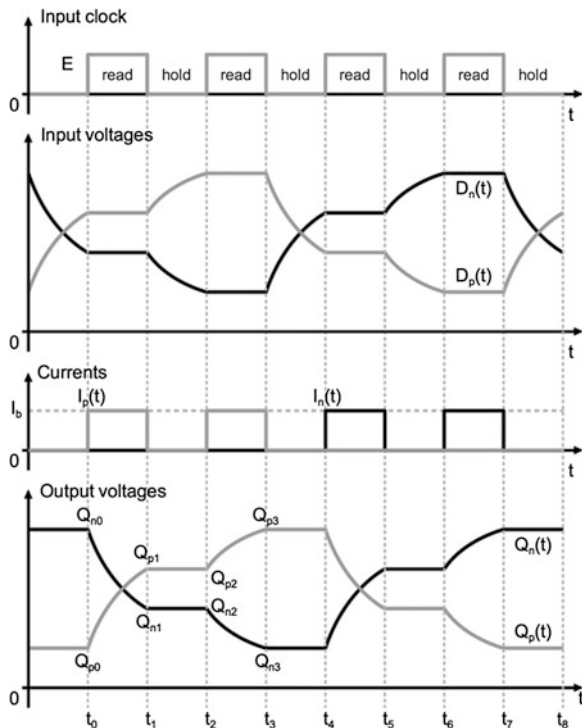 Input clock
E
read hold read hold read hold read hold
0
t
Input voltages
Dn(t)
Dp(t)
0
t
Currents
Ip(t) In(t)
Ib
0
t
Output voltages
Qn0 Qp3
Qp1 Qn(t)
Qp2
Qn1 Qn2
Qp(t)
Qp0 Qn3
0
t
t0 t1 t2 t3 t4 t5 t6 t7 t8